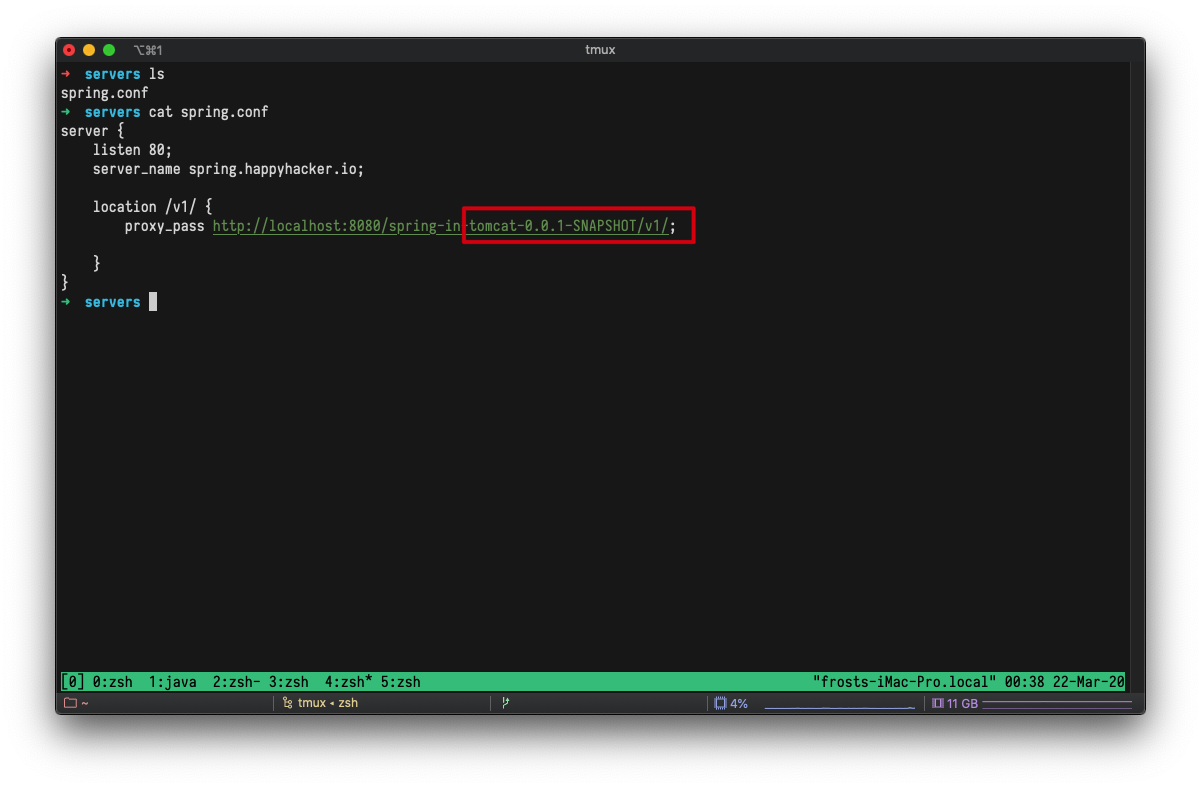 ⌥⌘1 tmux
➜ servers ls
spring.conf
➜ servers cat spring.conf
server {
    listen 80;
    server_name spring.happyhacker.io;
    location /v1/ {
        proxy_pass http://localhost:8080/spring-in-tomcat-0.0.1-SNAPSHOT/v1/;
    }
}
➜ servers
[0] 0:zsh  1:java  2:zsh- 3:zsh  4:zsh* 5:zsh "frosts-iMac-Pro.local" 00:38 22-Mar-20
~ tmux ◂ zsh 4% 11 GB